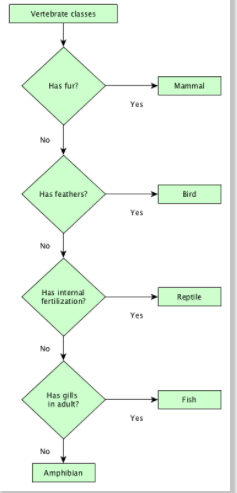 Vertebrate classes
Has fur?
Mammal
Yes
No
Has feathers?
Bird
Yes
No
Has internal
fertilization?
Reptile
Yes
No
Has gills
in adult?
Fish
Yes
No
Amphibian